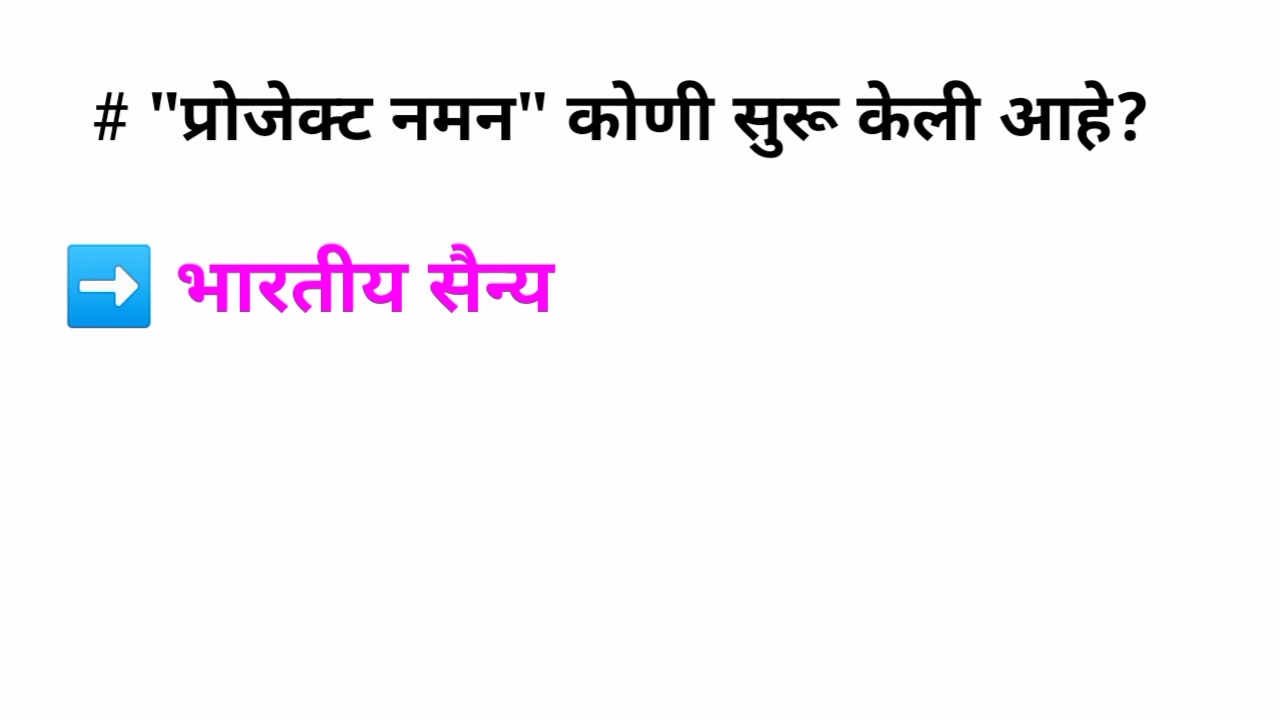 # "प्रोजेक्ट नमन" कोणी सुरू केली आहे?
➡️ भारतीय सैन्य